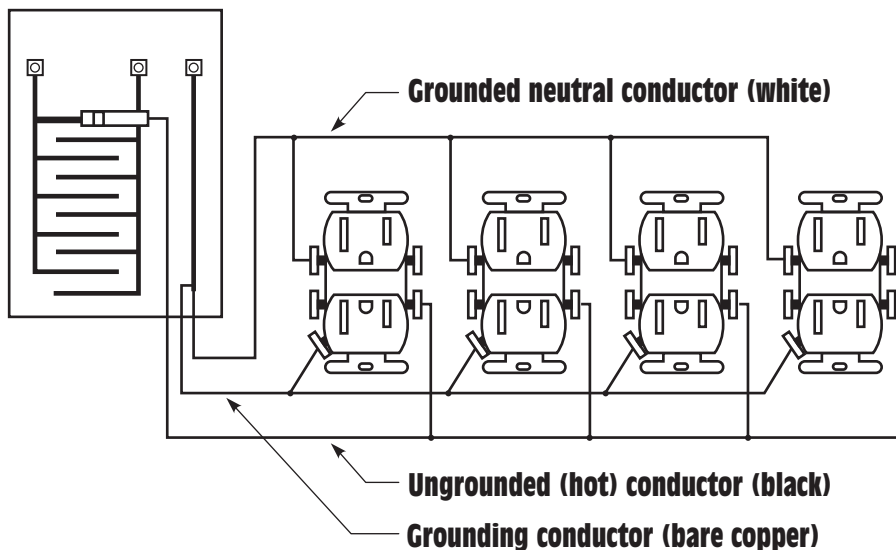 Grounded neutral conductor (white)
Ungrounded (hot) conductor (black)
Grounding conductor (bare copper)